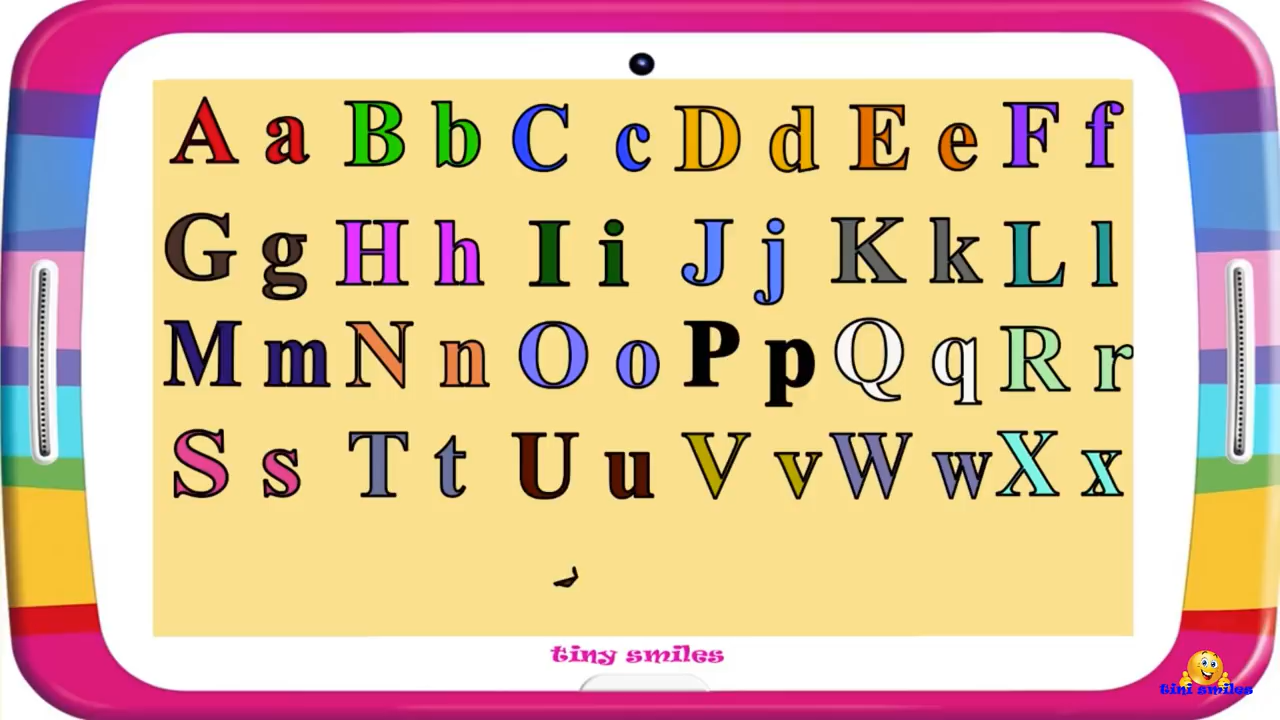 A a B b C c D d E e F f
G g H h I i J j K k L l
M m N n O o P p Q q R r
S s T t U u V v W w X x
tiny smiles
tini smiles